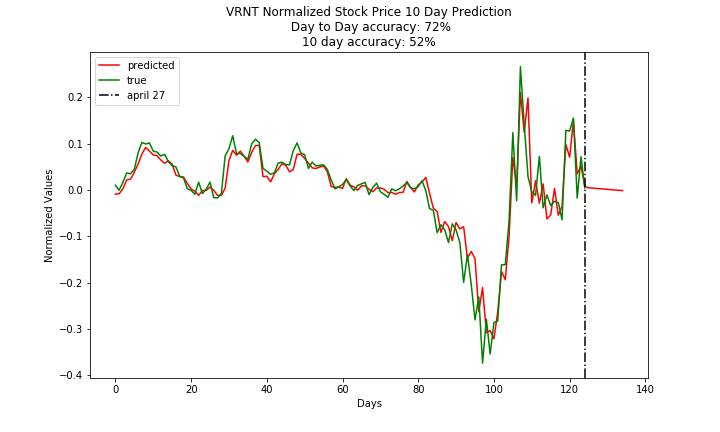 VRNT Normalized Stock Price 10 Day Prediction
Day to Day accuracy: 72%
10 day accuracy: 52%
predicted
true
april 27
Normalized Values
0.2
0.1
0.0
−0.1
−0.2
−0.3
−0.4
0 20 40 60 80 100 120 140
Days